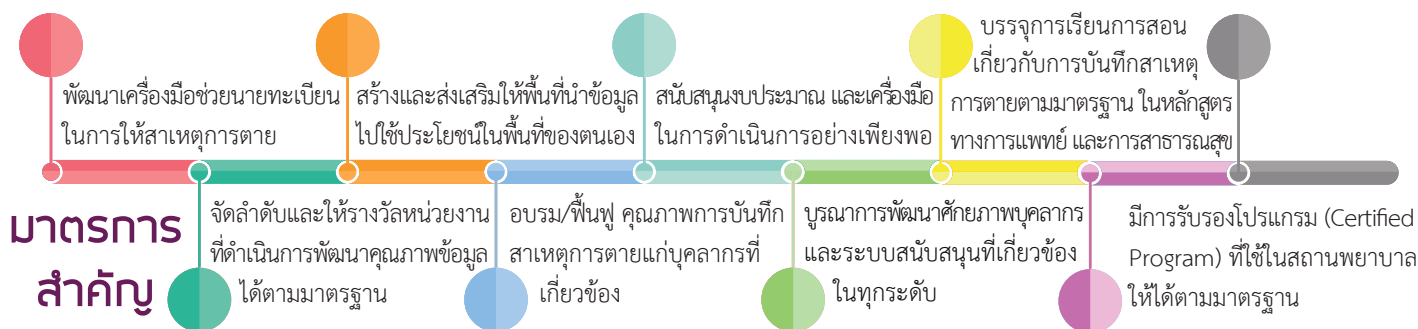 มาตรการ
สำคัญ
พัฒนาเครื่องมือช่วยนายทะเบียน
ในการให้สาเหตุการตาย
จัดลำดับและให้รางวัลหน่วยงาน
ที่ดำเนินการพัฒนาคุณภาพข้อมูล
ได้ตามมาตรฐาน
สร้างและส่งเสริมให้พื้นที่นำข้อมูล
ไปใช้ประโยชน์ในพื้นที่ของตนเอง
อบรม/ฟื้นฟู คุณภาพการบันทึก
สาเหตุการตายแก่บุคลากรที่
เกี่ยวข้อง
สนับสนุนงบประมาณ และเครื่องมือ
ในการดำเนินการอย่างเพียงพอ
บูรณาการพัฒนาศักยภาพบุคลากร
และระบบสนับสนุนที่เกี่ยวข้อง
ในทุกระดับ
บรรจุการเรียนการสอน
เกี่ยวกับการบันทึกสาเหตุ
การตายตามมาตรฐาน ในหลักสูตร
ทางการแพทย์ และการสาธารณสุข
มีการรับรองโปรแกรม (Certified
Program) ที่ใช้ในสถานพยาบาล
ให้ได้ตามมาตรฐาน